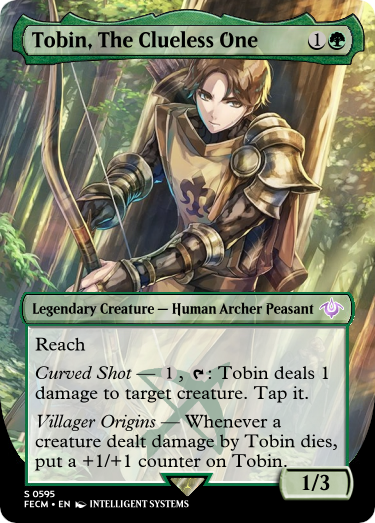 Tobin, The Clueless One 1
Legendary Creature — Human Archer Peasant
Reach
Curved Shot — 1 , : Tobin deals 1
damage to target creature. Tap it.
Villager Origins — Whenever a
creature dealt damage by Tobin dies,
put a +1/+1 counter on Tobin.
1/3
S 0595
FECM • EN INTELLIGENT SYSTEMS